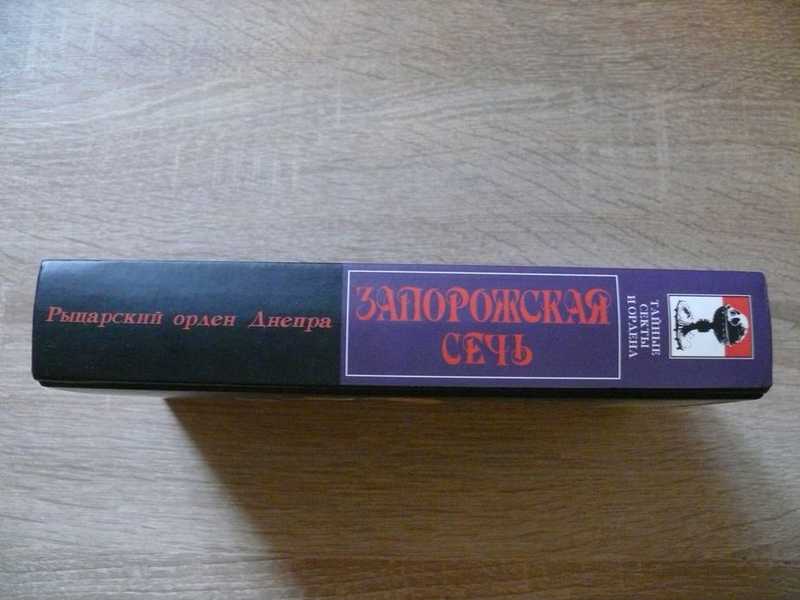 Рыцарский орден Днепра
ЗАПОРОЖСКАЯ
СЕЧЬ
ТАЙНЫЕ
СЕКТЫ
И ОРДЕНА